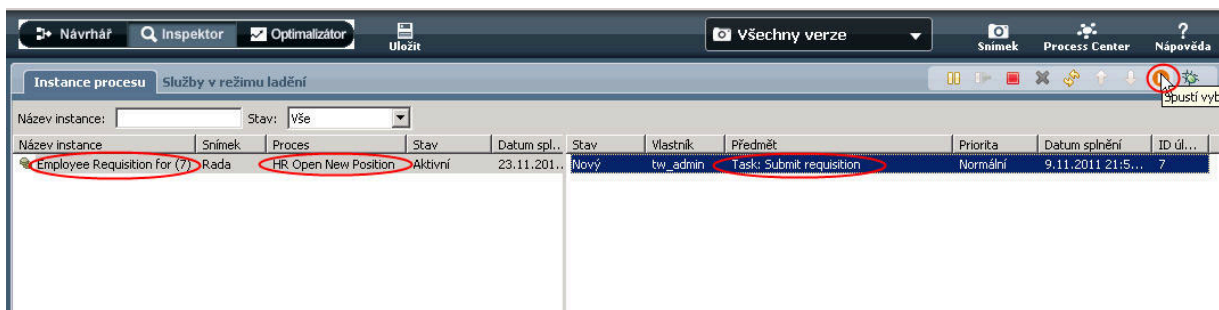 Návrhář Inspektor Optimalizátor Uložit Všechny verze Snímek Process Center Nápověda
Instance procesu Služby v režimu ladění
Spustí vyb
Název instance: Stav: Vše
Název instance Snímek Proces Stav Datum spl... Stav Vlastník Předmět Priorita Datum splnění ID úl...
Employee Requisition for (7) Rada HR Open New Position Aktivní 23.11.201... Nový tw_admin Task: Submit requisition Normální 9.11.2011 21:5... 7